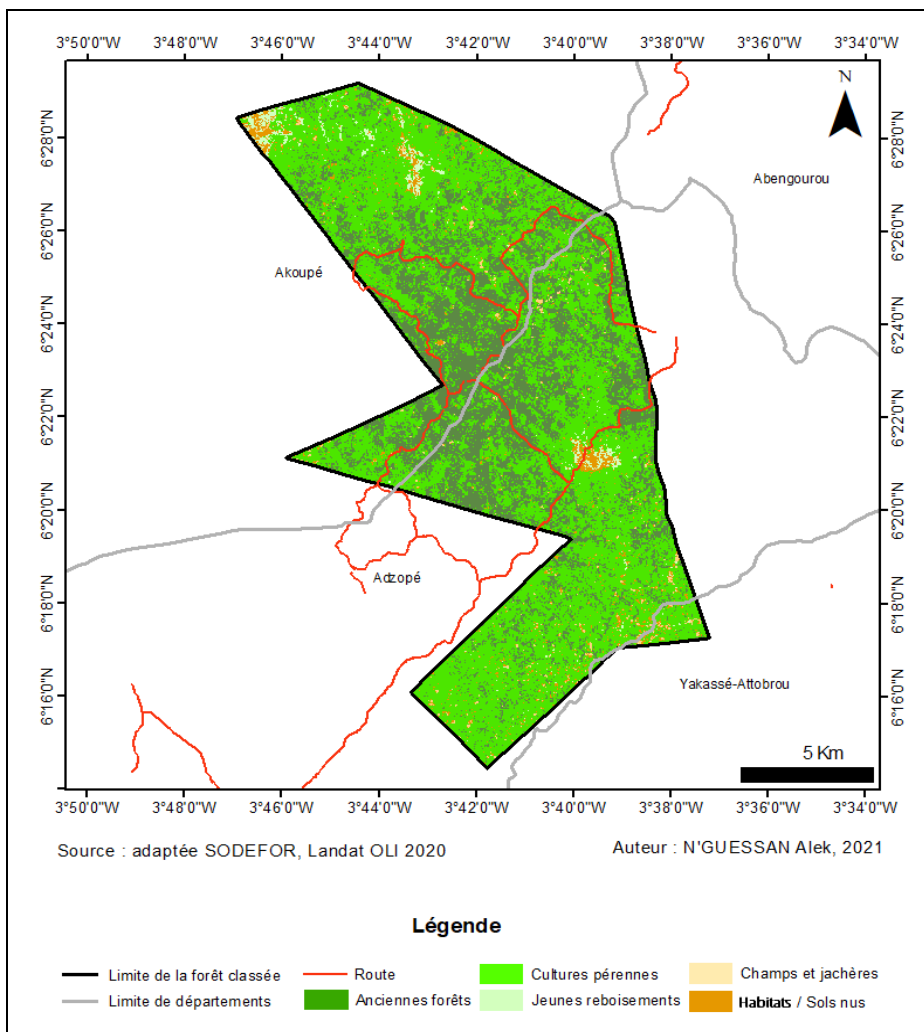 3°50'0"W 3°48'0"W 3°46'0"W 3°44'0"W 3°42'0"W 3°40'0"W 3°38'0"W 3°36'0"W 3°34'0"W
N
6°28'0"N 6°28'0"N
Abengourou
6°26'0"N 6°26'0"N
Akoupé
6°24'0"N 6°24'0"N
6°22'0"N 6°22'0"N
6°20'0"N 6°20'0"N
Adzopé
6°18'0"N 6°18'0"N
Yakassé-Attobrou
6°16'0"N 6°16'0"N
5 Km
3°50'0"W 3°48'0"W 3°46'0"W 3°44'0"W 3°42'0"W 3°40'0"W 3°38'0"W 3°36'0"W 3°34'0"W
Source : adaptée SODEFOR, Landat OLI 2020 Auteur : N'GUESSAN Alek, 2021
Légende
Limite de la forêt classée Route Cultures pérennes Champs et jachères
Limite de départements Anciennes forêts Jeunes reboisements Habitats / Sols nus